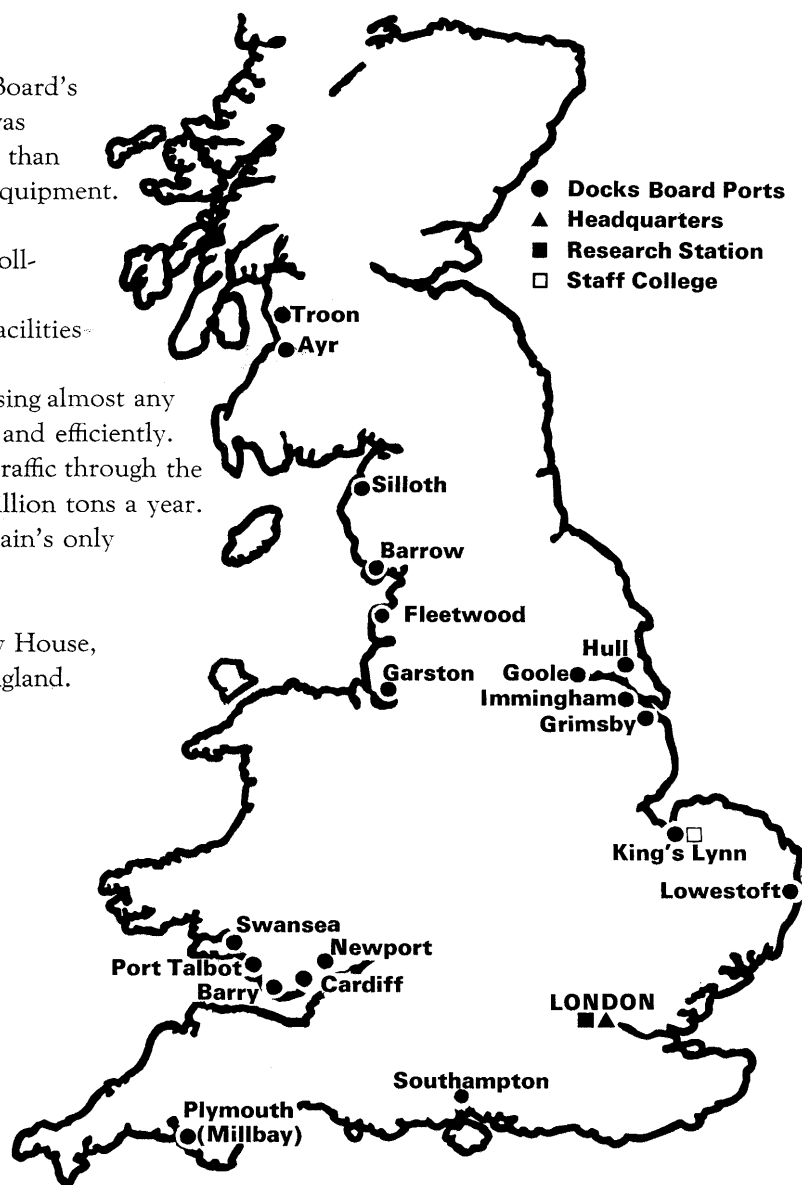 Board's
was
than
equipment.
oll-
acilities
sing almost any
and efficiently.
raffic through the
illion tons a year.
ain's only
House,
gland.
Docks Board Ports
Headquarters
Research Station
Staff College
Troon
Ayr
Silloth
Barrow
Fleetwood
Garston
Hull
Goole
Immingham
Grimsby
King's Lynn
Lowestoft
Swansea
Newport
Port Talbot
Cardiff
Barry
LONDON
Southampton
Plymouth
(Millbay)